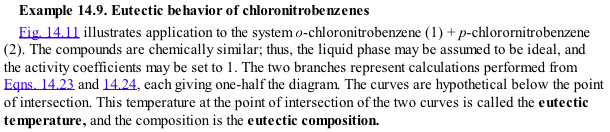 Example 14.9. Eutectic behavior of chloronitrobenzenes
Fig. 14.11 illustrates application to the system o-chloronitrobenzene (1) + p-chlorornitrobenzene
(2). The compounds are chemically similar; thus, the liquid phase may be assumed to be ideal, and
the activity coefficients may be set to 1. The two branches represent calculations performed from
Eqns. 14.23 and 14.24, each giving one-half the diagram. The curves are hypothetical below the point
of intersection. This temperature at the point of intersection of the two curves is called the eutectic
temperature, and the composition is the eutectic composition.